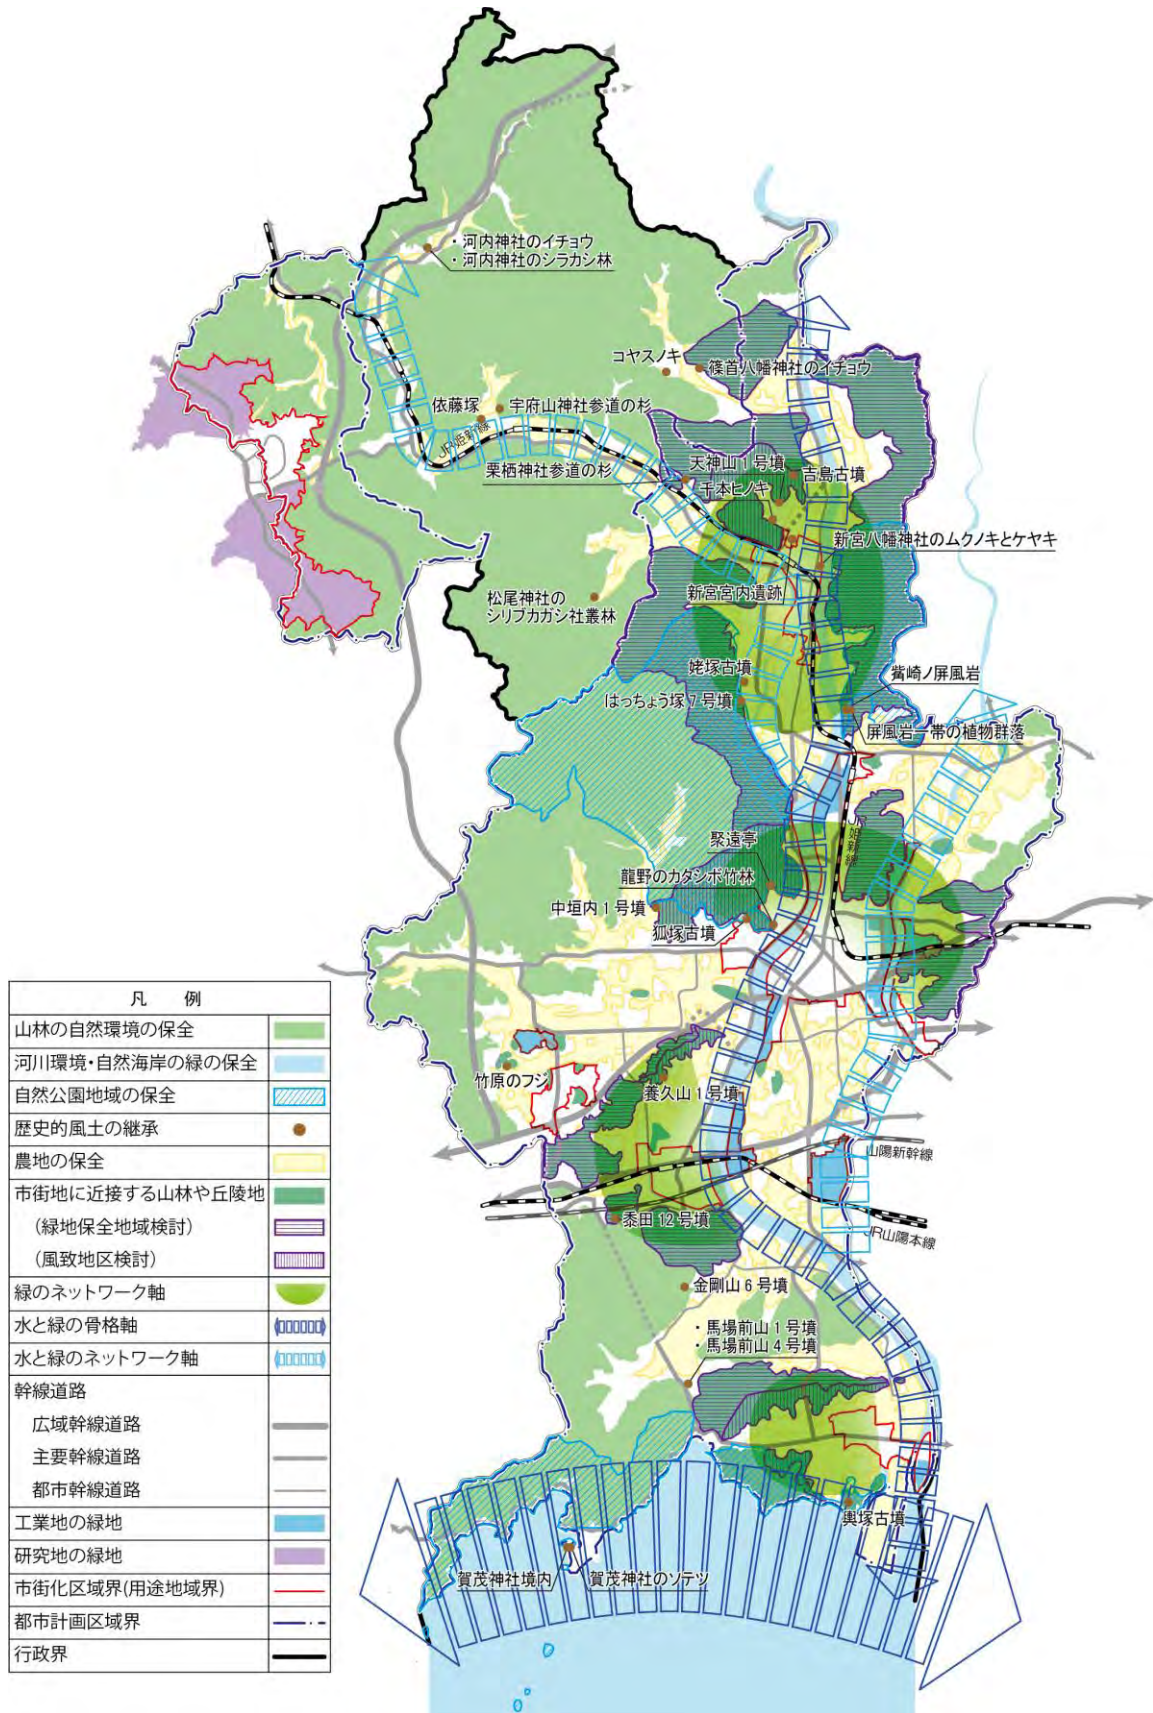 ・河内神社のイチョウ
・河内神社のシラカシ林
コヤスノキ
篠首八幡神社のイチョウ
依藤塚
宇府山神社参道の杉
JR姫新線
栗栖神社参道の杉
天神山1号墳
吉島古墳
千本ヒノキ
新宮八幡神社のムクノキとケヤキ
新宮宮内遺跡
松尾神社の
シリブカガシ社叢林
姥塚古墳
觜崎ノ屏風岩
はっちょう塚7号墳
屏風岩一帯の植物群落
JR姫新線
聚遠亭
龍野のカタシボ竹林
中垣内1号墳
狐塚古墳
竹原のフジ
養久山1号墳
山陽新幹線
黍田12号墳
JR山陽本線
金剛山6号墳
・馬場前山1号墳
・馬場前山4号墳
輿塚古墳
賀茂神社境内
賀茂神社のソテツ
凡 例
山林の自然環境の保全
河川環境・自然海岸の緑の保全
自然公園地域の保全
歴史的風土の継承
農地の保全
市街地に近接する山林や丘陵地
(緑地保全地域検討)
(風致地区検討)
緑のネットワーク軸
水と緑の骨格軸
水と緑のネットワーク軸
幹線道路
広域幹線道路
主要幹線道路
都市幹線道路
工業地の緑地
研究地の緑地
市街化区域界(用途地域界)
都市計画区域界
行政界